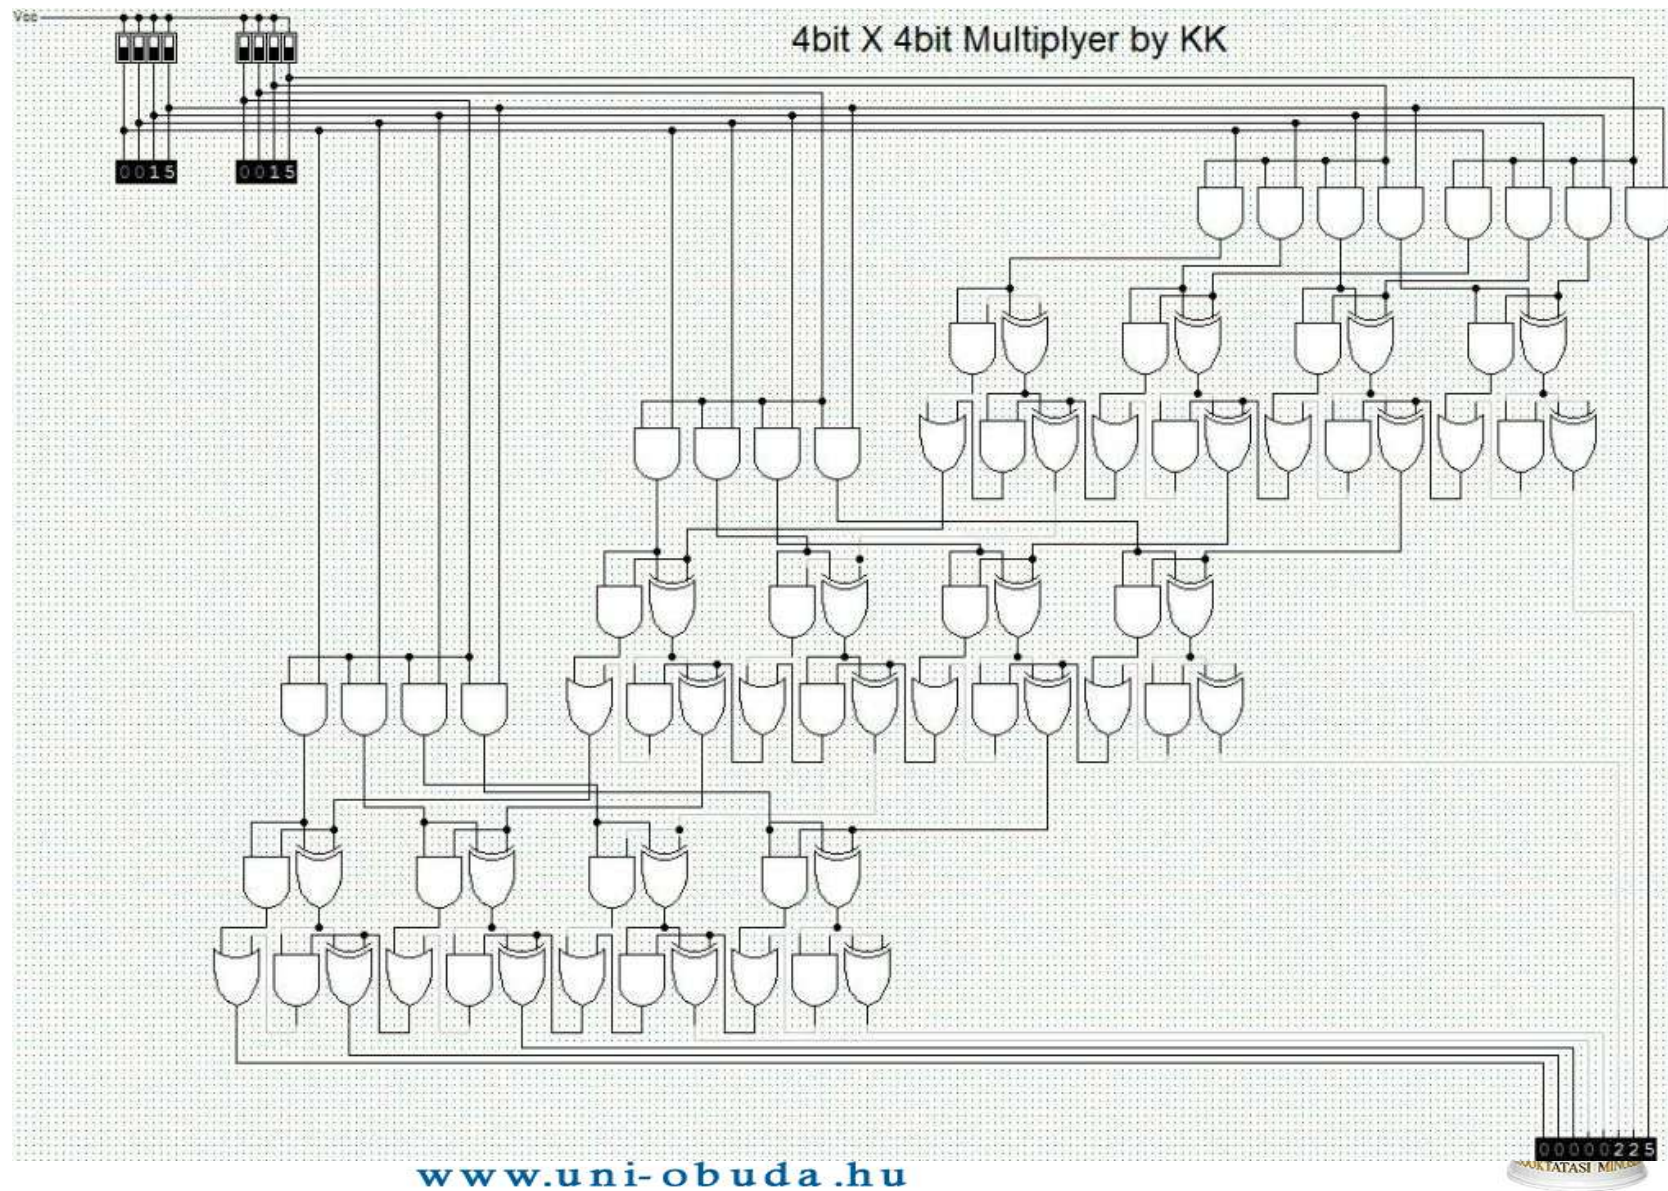 Vcc
4bit X 4bit Multiplyer by KK
0015
0015
00000225
www.uni-obuda.hu